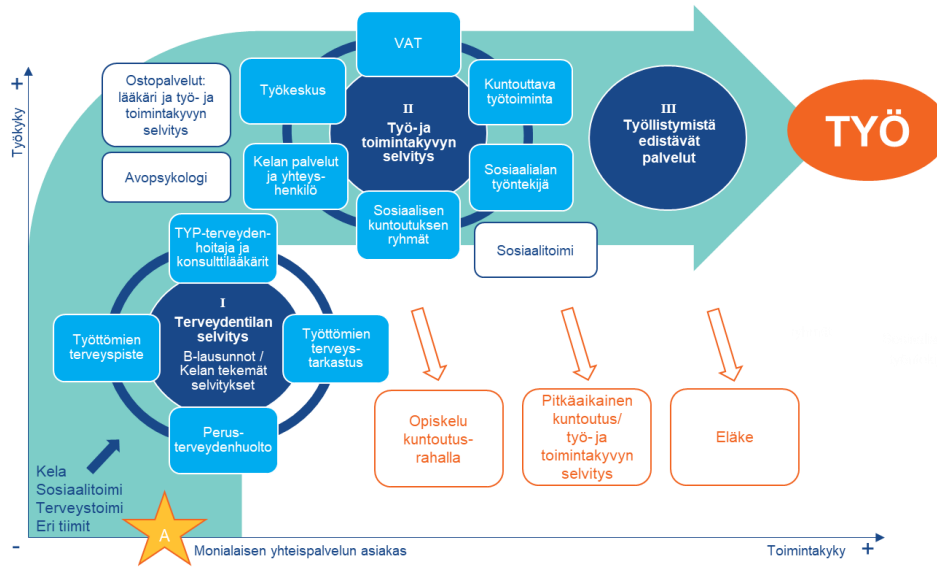 +
Työkyky
-
Ostopalvelut:
lääkäri ja työ- ja
toimintakyvyn
selvitys
Avopsykologi
VAT
Työkeskus
Kuntouttava
työtoiminta
II
Työ-ja
toimintakyvyn
selvitys
Kelan palvelut
ja yhteys-
henkilö
Sosiaalialan
työntekijä
Sosiaalisen
kuntoutuksen
ryhmät
Sosiaalitoimi
III
Työllistymistä
edistävät
palvelut
TYÖ
TYP-terveyden-
hoitaja ja
konsulttilääkärit
I
Terveydentilan
selvitys
B-lausunnot /
Kelan tekemät
selvitykset
Työttömien
terveyspiste
Työttömien
terveys-
tarkastus
Perus-
terveydenhuolto
Opiskelu
kuntoutus-
rahalla
Pitkäaikainen
kuntoutus/
työ- ja
toimintakyvyn
selvitys
Eläke
Kela
Sosiaalitoimi
Terveystoimi
Eri tiimit
A
Monialaisen yhteispalvelun asiakas
Toimintakyky +